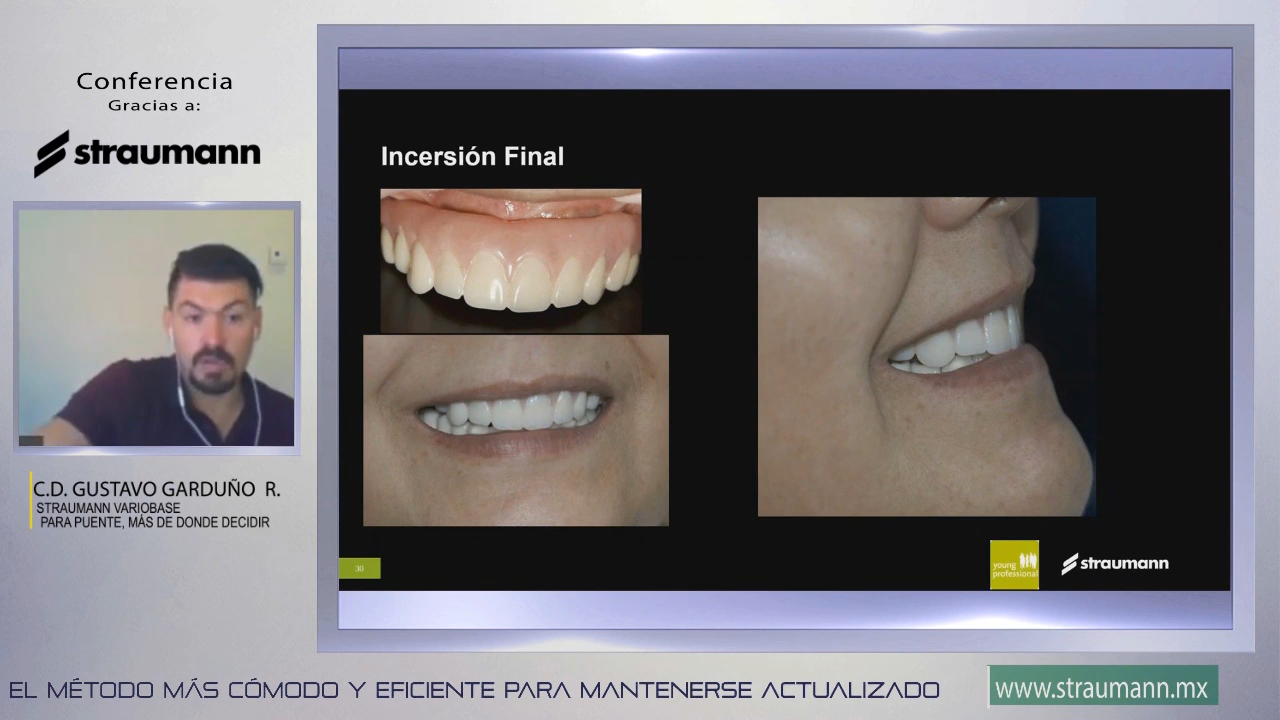 Conferencia
Gracias a:
straumann
C.D. GUSTAVO GARDUÑO R.
STRAUMANN VARIOBASE
PARA PUENTE, MÁS DE DONDE DECIDIR
Incersión Final
30
young
professional
straumann
EL MÉTODO MÁS CÓMODO Y EFICIENTE PARA MANTENERSE ACTUALIZADO
www.straumann.mx